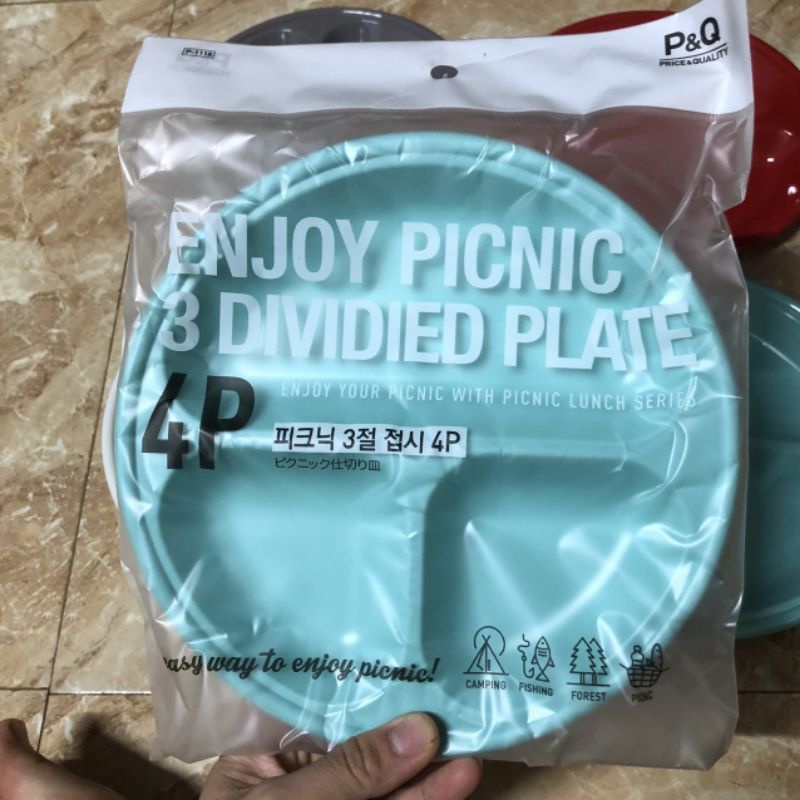 P-1118
P&Q
PRICE&QUALITY
ENJOY PICNIC
3 DIVIDIED PLATE
ENJOY YOUR PICNIC WITH PICNIC LUNCH SERIES
4P
피크닉 3절 접시 4P
ピクニック仕切り皿
easy way to enjoy picnic!
CAMPING
FISHING
FOREST
PICNIC